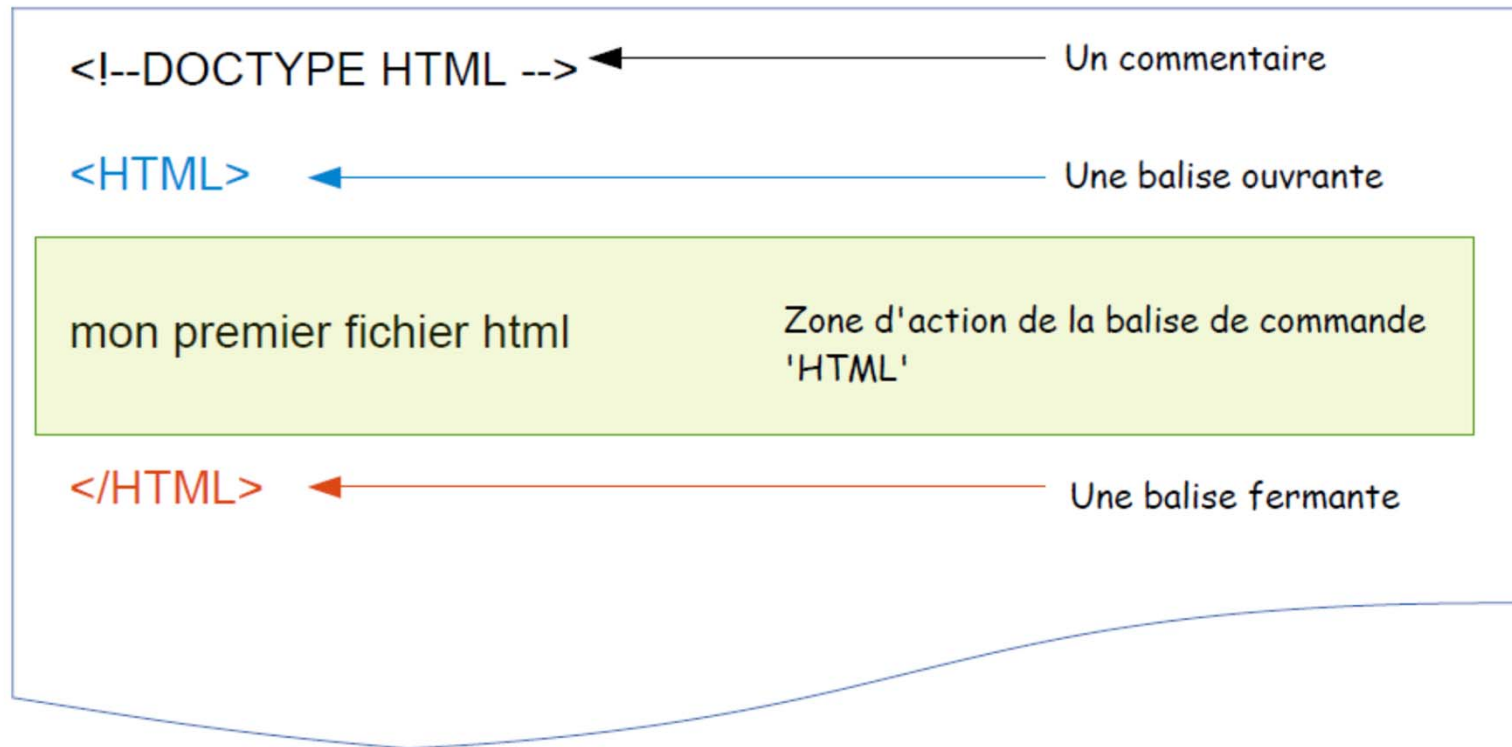 <!--DOCTYPE HTML -->
Un commentaire
<HTML>
Une balise ouvrante
mon premier fichier html
Zone d'action de la balise de commande
'HTML'
</HTML>
Une balise fermante